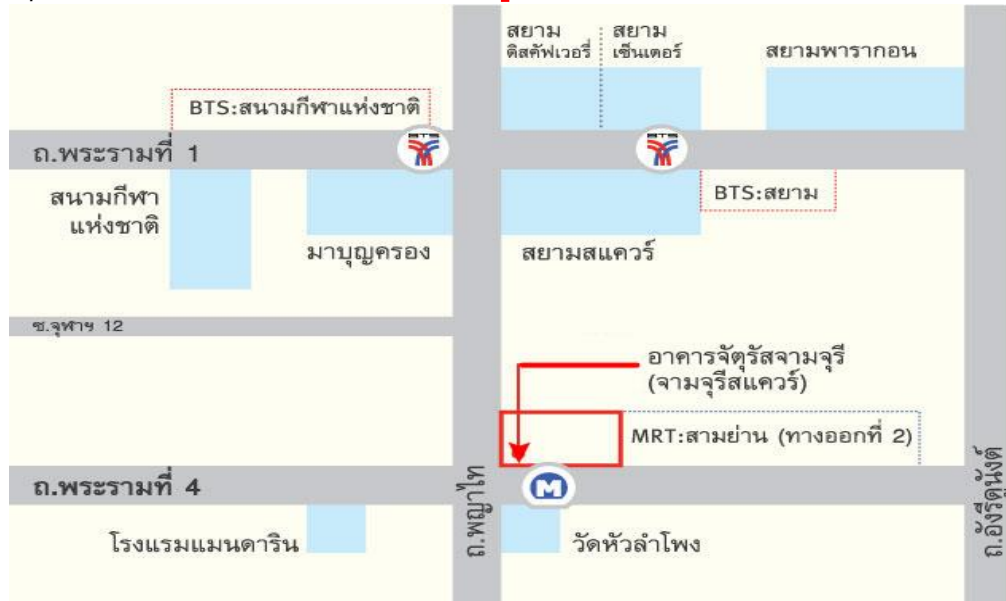 สยาม
ดิสคัฟเวอรี่
สยาม
เซ็นเตอร์
สยามพารากอน
BTS:สนามกีฬาแห่งชาติ
BTS
BTS
ถ.พระรามที่ 1
สนามกีฬา
แห่งชาติ
มาบุญครอง
สยามสแควร์
BTS:สยาม
ซ.จุฬาฯ 12
อาคารจัตุรัสจามจุรี
(จามจุรีสแควร์)
MRT:สามย่าน (ทางออกที่ 2)
ถ.พระรามที่ 4
M
ถ.พญาไท
ถ.อังรีดูนังต์
โรงแรมแมนดาริน
วัดหัวลำโพง